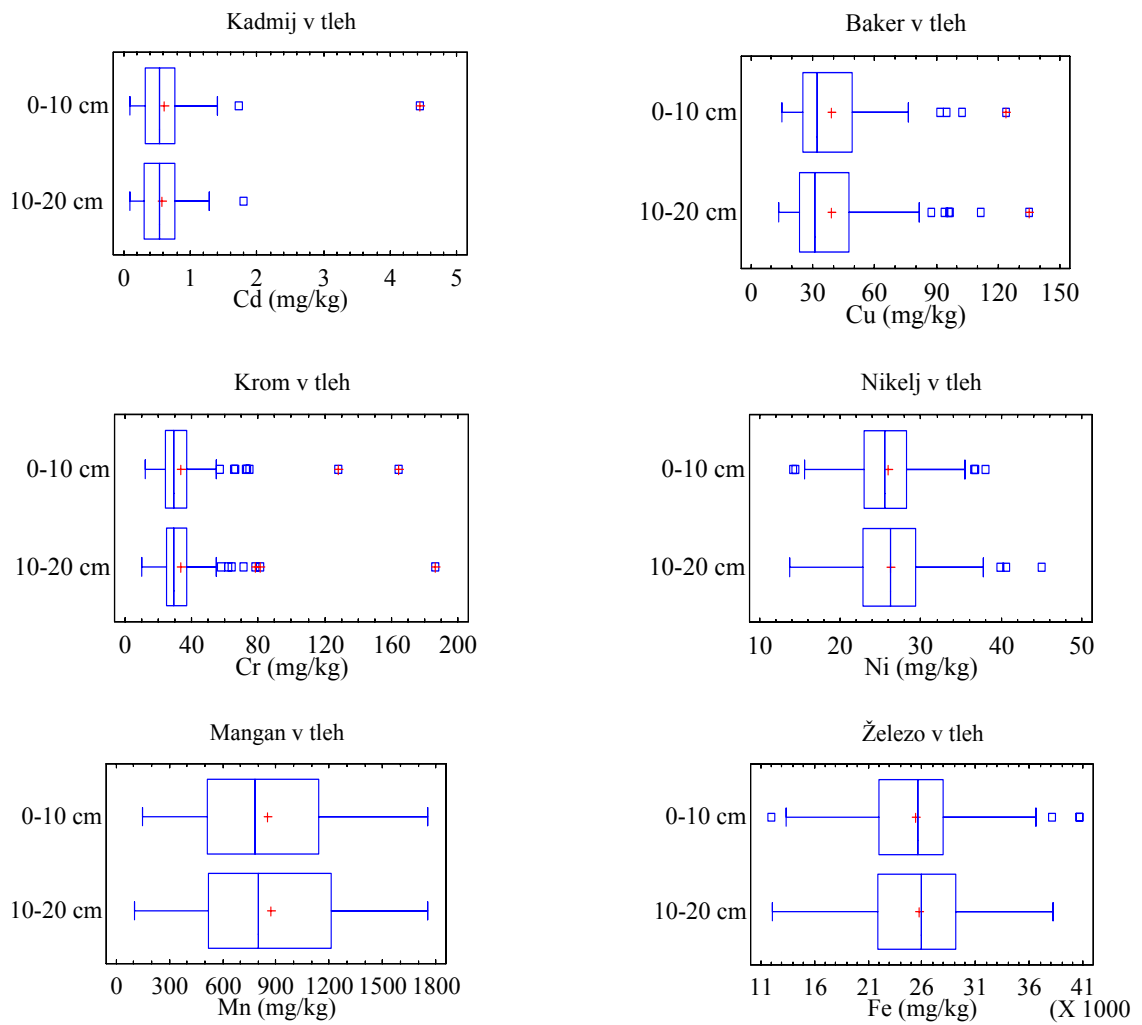 Kadmij v tleh
0-10 cm
10-20 cm
0 1 2 3 4 5
Cd (mg/kg)
Baker v tleh
0-10 cm
10-20 cm
0 30 60 90 120 150
Cu (mg/kg)
Krom v tleh
0-10 cm
10-20 cm
0 40 80 120 160 200
Cr (mg/kg)
Nikelj v tleh
0-10 cm
10-20 cm
10 20 30 40 50
Ni (mg/kg)
Mangan v tleh
0-10 cm
10-20 cm
0 300 600 900 1200 1500 1800
Mn (mg/kg)
Železo v tleh
0-10 cm
10-20 cm
11 16 21 26 31 36 41
Fe (mg/kg) (X 1000